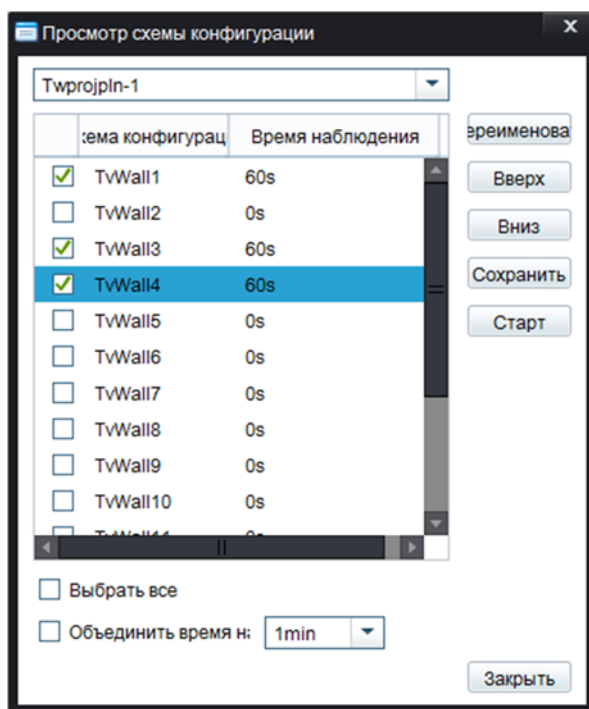 Просмотр схемы конфигурации
Twprojpln-1
хема конфигурац Время наблюдения
TvWall1 60s
TvWall2 0s
TvWall3 60s
TvWall4 60s
TvWall5 0s
TvWall6 0s
TvWall7 0s
TvWall8 0s
TvWall9 0s
TvWall10 0s
ереименова
Вверх
Вниз
Сохранить
Старт
Выбрать все
Объединить время н
1min
Закрыть